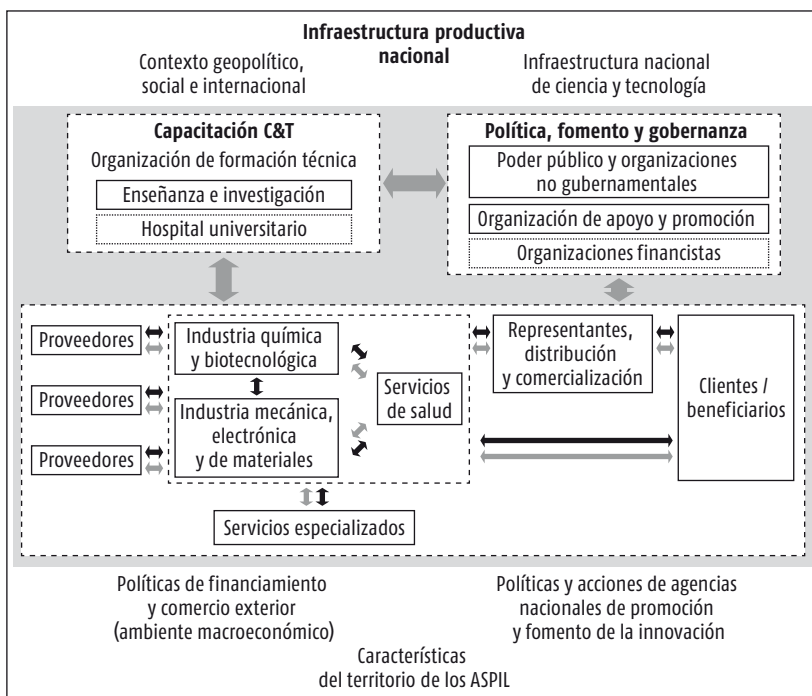 Infraestructura productiva
nacional
Contexto geopolítico,
social e internacional
Infraestructura nacional
de ciencia y tecnología
Capacitación C&T
Organización de formación técnica
Enseñanza e investigación
Hospital universitario
Política, fomento y gobernanza
Poder público y organizaciones
no gubernamentales
Organización de apoyo y promoción
Organizaciones financistas
Proveedores
Proveedores
Proveedores
Industria química
y biotecnológica
Industria mecánica,
electrónica
y de materiales
Servicios
de salud
Servicios especializados
Representantes,
distribución
y comercialización
Clientes /
beneficiarios
Políticas de financiamiento
y comercio exterior
(ambiente macroeconómico)
Políticas y acciones de agencias
nacionales de promoción
y fomento de la innovación
Características
del territorio de los ASPIL